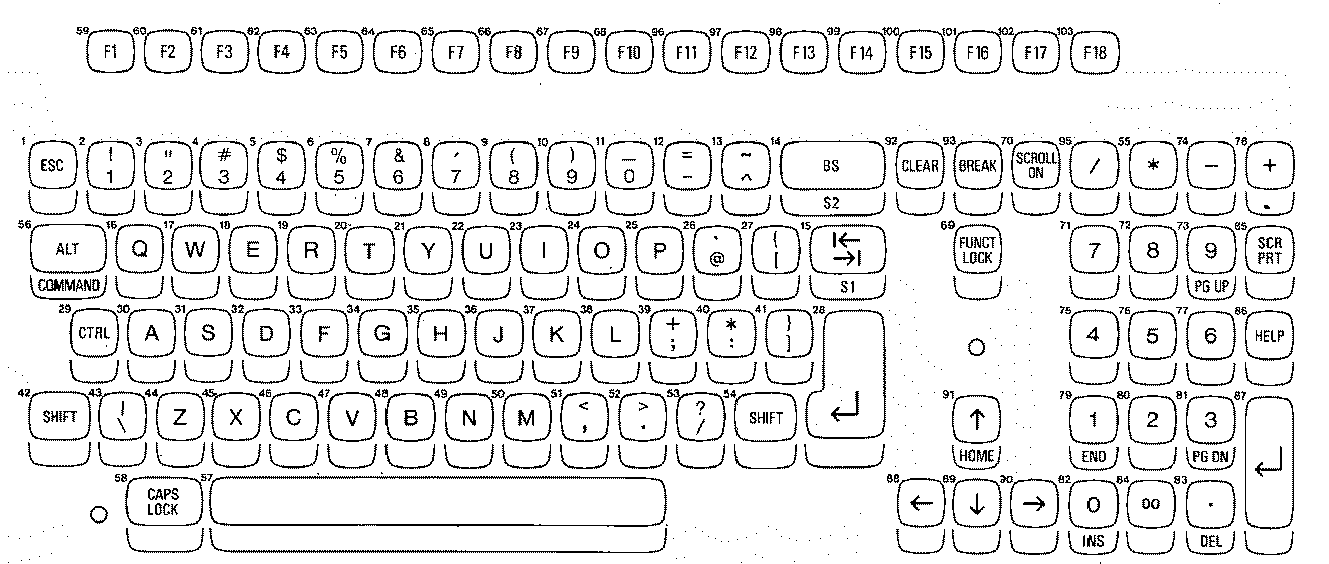 59 F1 60 F2 61 F3 62 F4 63 F5 64 F6 65 F7 66 F8 67 F9 68 F10 96 F11 97 F12 98 F13 99 F14 100 F15 101 F16 102 F17 103 F18
1 2 3 4 5 6 7 8 9 10 11 12 13 14 92 93 70 95 55 74 78
! " # $ % & ' ( ) _ = ~ SCROLL
ESC 1 2 3 4 5 6 7 8 9 0 - ^ BS CLEAR BREAK ON / * - +
S2 .
56 16 17 18 19 20 21 22 23 24 25 26 27 15 69 71 72 73 85
ALT Q W E R T Y U I O P ` @ { [ |← →| FUNCT LOCK 7 8 9 SCR PRT
COMMAND S1 PG UP
29 30 31 32 33 34 35 36 37 38 39 40 41 28 75 76 77 86
CTRL A S D F G H J K L + ; * : } ] 4 5 6 HELP
42 43 44 45 46 47 48 49 50 51 52 53 54 91 79 80 81 87
SHIFT | \ Z X C V B N M < , > . ? / SHIFT ↵ ↑ 1 2 3 ↵
HOME END PG DN
58 57 88 89 90 82 84 83
CAPS LOCK ← ↓ → 0 00 .
INS DEL